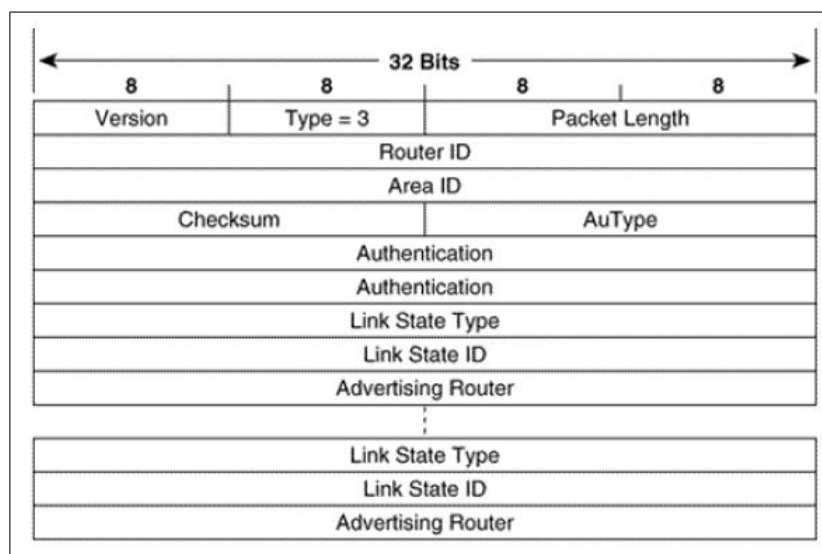 32 Bits
8 8 8 8
Version Type = 3 Packet Length
Router ID
Area ID
Checksum AuType
Authentication
Authentication
Link State Type
Link State ID
Advertising Router
Link State Type
Link State ID
Advertising Router